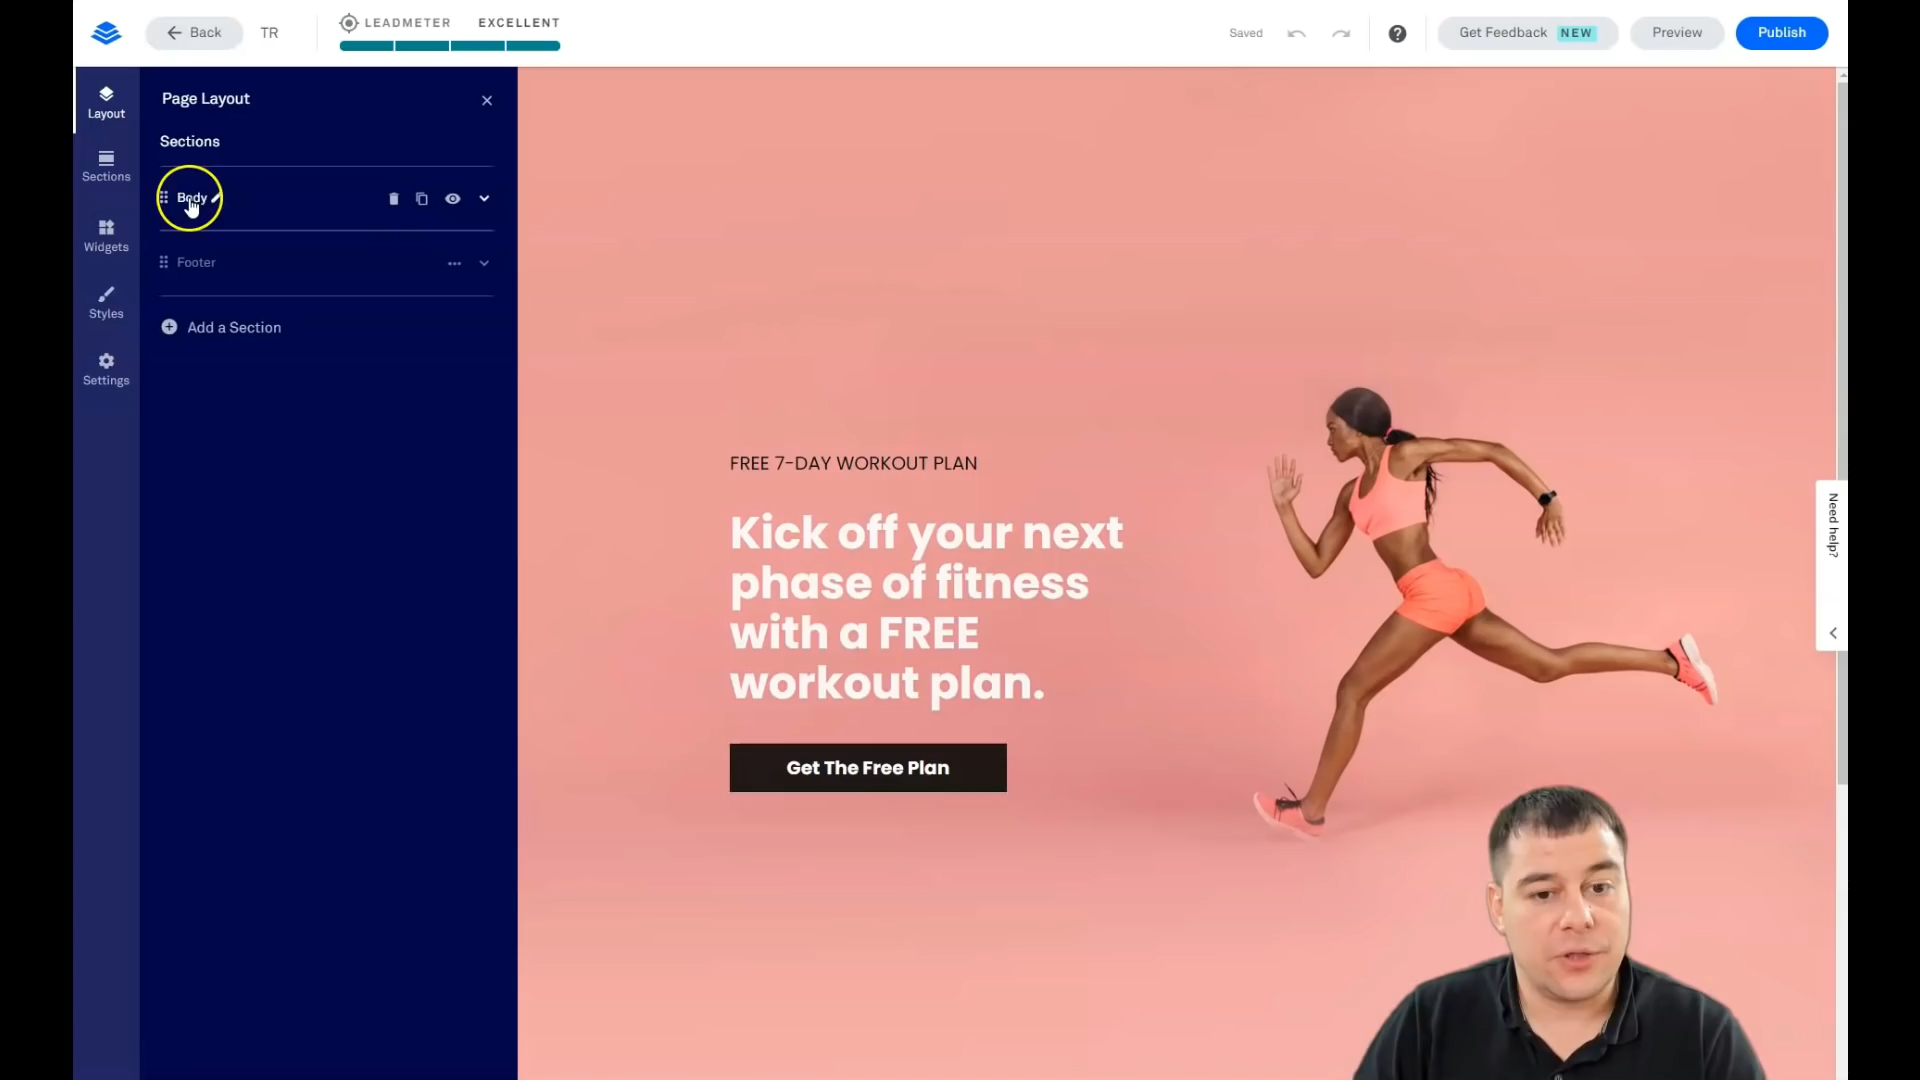 Back
TR
LEADMETER
EXCELLENT
Saved
Get Feedback NEW
Preview
Publish
Layout
Sections
Widgets
Styles
Settings
Page Layout
Sections
Body
Footer
Add a Section
FREE 7-DAY WORKOUT PLAN
Kick off your next
phase of fitness
with a FREE
workout plan.
Get The Free Plan
Need help?